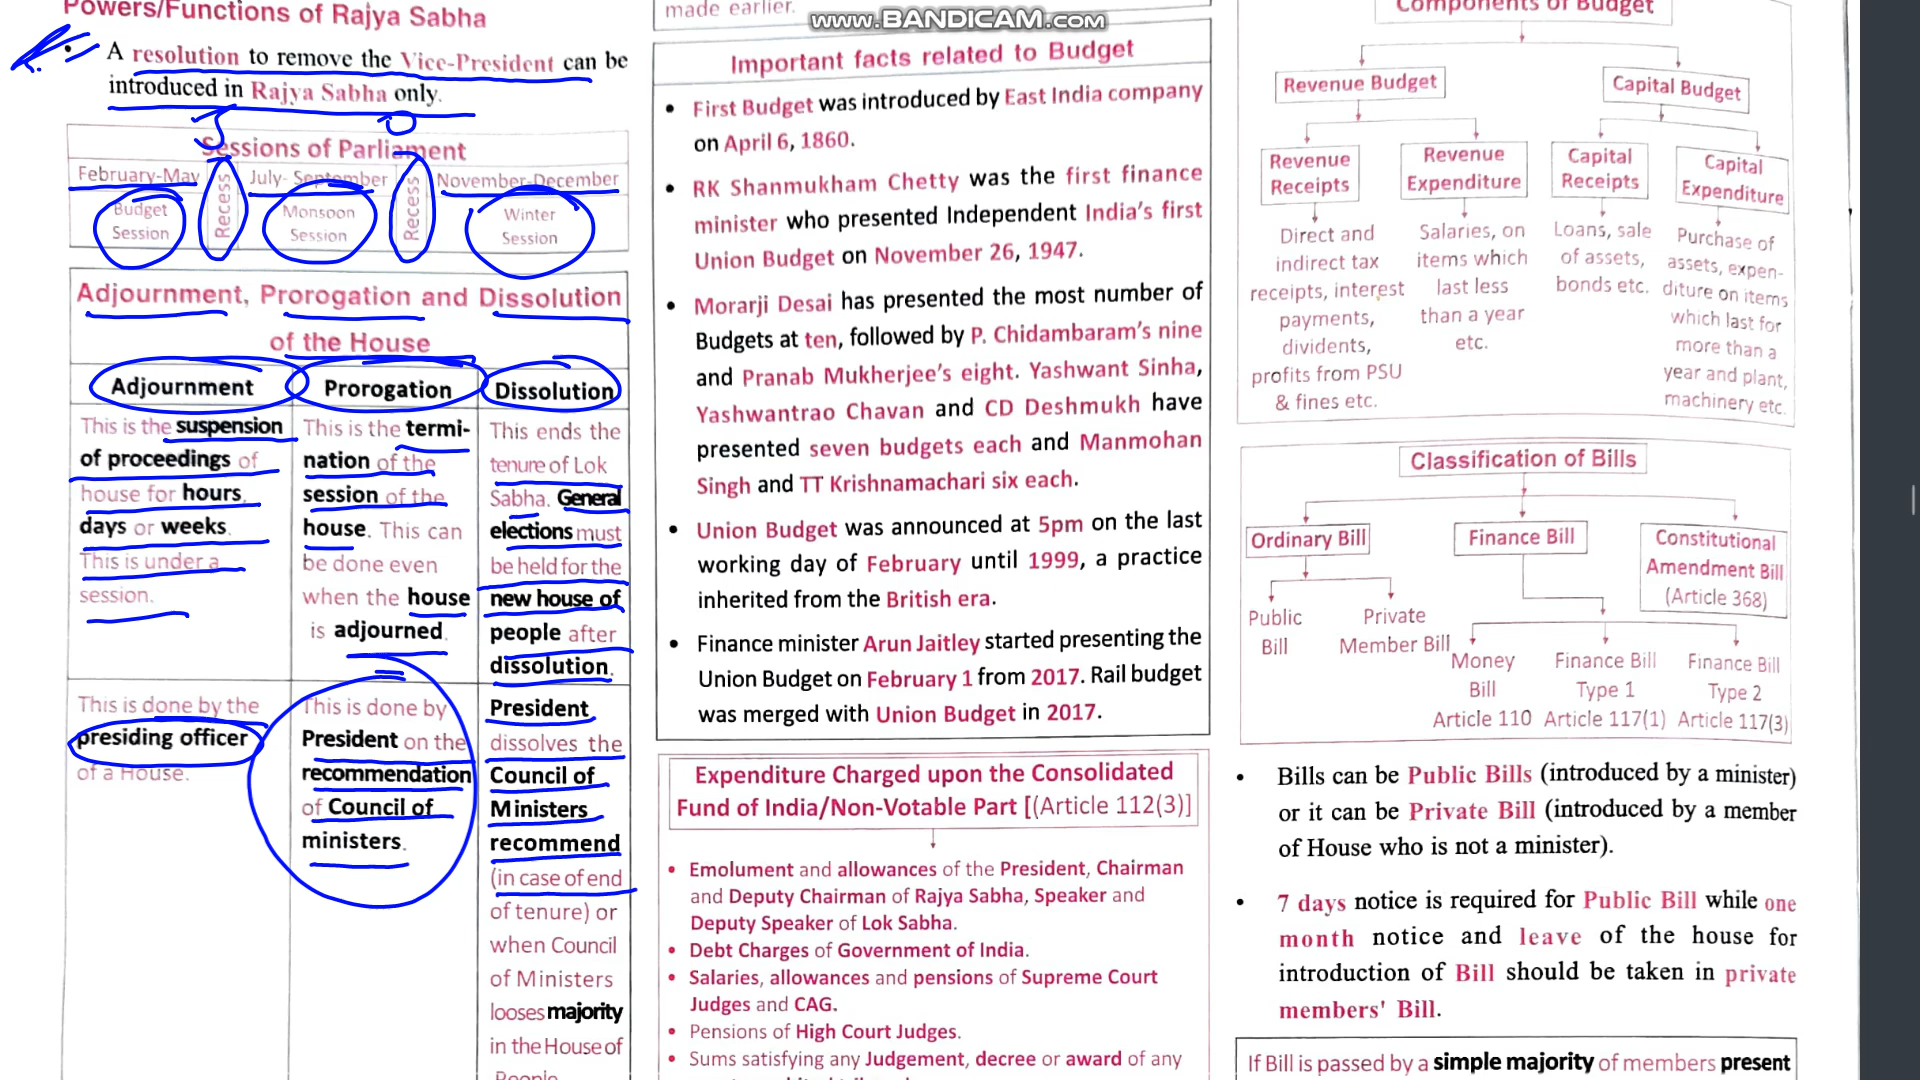 Powers/Functions of Rajya Sabha
• A resolution to remove the Vice-President can be
introduced in Rajya Sabha only.
Sessions of Parliament
February-May
Recess
July- September
Recess
November-December
Budget
Session
Monsoon
Session
Winter
Session
Adjournment, Prorogation and Dissolution
of the House
Adjournment
Prorogation
Dissolution
This is the suspension
of proceedings of
house for hours,
days or weeks.
This is under a
session.
This is the termi-
nation of the
session of the
house. This can
be done even
when the house
is adjourned.
This ends the
tenure of Lok
Sabha. General
elections must
be held for the
new house of
people after
dissolution.
This is done by the
presiding officer
of a House.
This is done by
President on the
recommendation
of Council of
ministers.
President
dissolves the
Council of
Ministers
recommend
(in case of end
of tenure) or
when Council
of Ministers
looses majority
in the House of
People
made earlier.
www.BANDICAM.com
Important facts related to Budget
• First Budget was introduced by East India company
on April 6, 1860.
• RK Shanmukham Chetty was the first finance
minister who presented Independent India's first
Union Budget on November 26, 1947.
• Morarji Desai has presented the most number of
Budgets at ten, followed by P. Chidambaram's nine
and Pranab Mukherjee's eight. Yashwant Sinha,
Yashwantrao Chavan and CD Deshmukh have
presented seven budgets each and Manmohan
Singh and TT Krishnamachari six each.
• Union Budget was announced at 5pm on the last
working day of February until 1999, a practice
inherited from the British era.
• Finance minister Arun Jaitley started presenting the
Union Budget on February 1 from 2017. Rail budget
was merged with Union Budget in 2017.
Expenditure Charged upon the Consolidated
Fund of India/Non-Votable Part [(Article 112(3)]
• Emolument and allowances of the President, Chairman
and Deputy Chairman of Rajya Sabha, Speaker and
Deputy Speaker of Lok Sabha.
• Debt Charges of Government of India.
• Salaries, allowances and pensions of Supreme Court
Judges and CAG.
• Pensions of High Court Judges.
• Sums satisfying any Judgement, decree or award of any
Components of Budget
Revenue Budget
Capital Budget
Revenue
Receipts
Revenue
Expenditure
Capital
Receipts
Capital
Expenditure
Direct and
indirect tax
receipts, interest
payments,
dividends,
profits from PSU
& fines etc.
Salaries, on
items which
last less
than a year
etc.
Loans, sale
of assets,
bonds etc.
Purchase of
assets, expen-
diture on items
which last for
more than a
year and plant,
machinery etc.
Classification of Bills
Ordinary Bill
Finance Bill
Constitutional
Amendment Bill
(Article 368)
Public
Bill
Private
Member Bill
Money
Bill
Article 110
Finance Bill
Type 1
Article 117(1)
Finance Bill
Type 2
Article 117(3)
• Bills can be Public Bills (introduced by a minister)
or it can be Private Bill (introduced by a member
of House who is not a minister).
• 7 days notice is required for Public Bill while one
month notice and leave of the house for
introduction of Bill should be taken in private
members' Bill.
If Bill is passed by a simple majority of members present